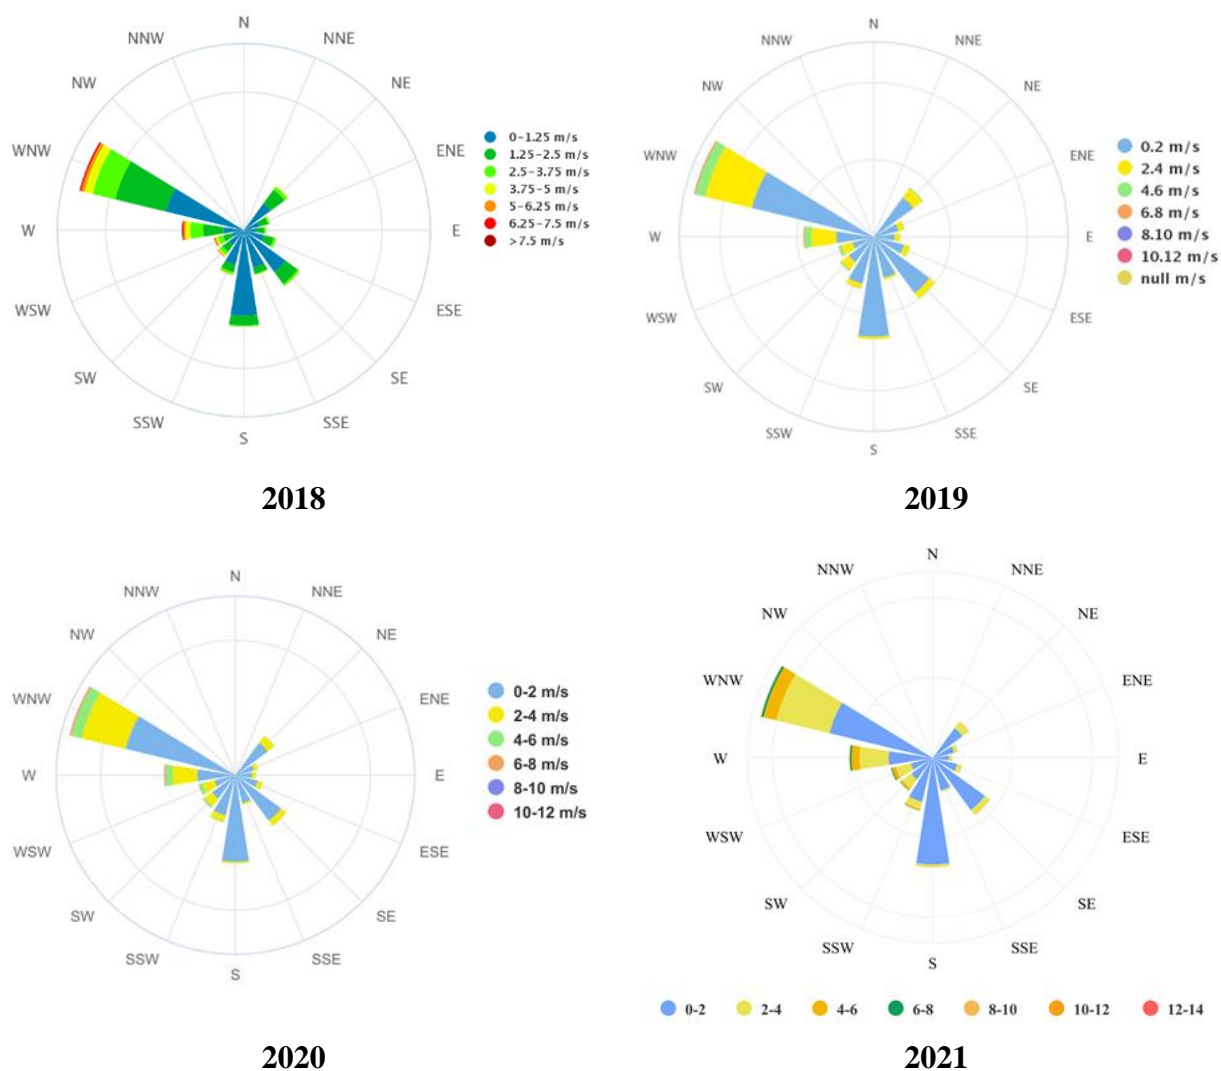 N
NNW
NNE
NW
NE
WNW
ENE
W
E
WSW
ESE
SW
SE
SSW
SSE
S
0-1.25 m/s
1.25-2.5 m/s
2.5-3.75 m/s
3.75-5 m/s
5-6.25 m/s
6.25-7.5 m/s
>7.5 m/s
2018
N
NNW
NNE
NW
NE
WNW
ENE
W
E
WSW
ESE
SW
SE
SSW
SSE
S
0.2 m/s
2.4 m/s
4.6 m/s
6.8 m/s
8.10 m/s
10.12 m/s
null m/s
2019
N
NNW
NNE
NW
NE
WNW
ENE
W
E
WSW
ESE
SW
SE
SSW
SSE
S
0-2 m/s
2-4 m/s
4-6 m/s
6-8 m/s
8-10 m/s
10-12 m/s
2020
N
NNW
NNE
NW
NE
WNW
ENE
W
E
WSW
ESE
SW
SE
SSW
SSE
S
0-2 2-4 4-6 6-8 8-10 10-12 12-14
2021